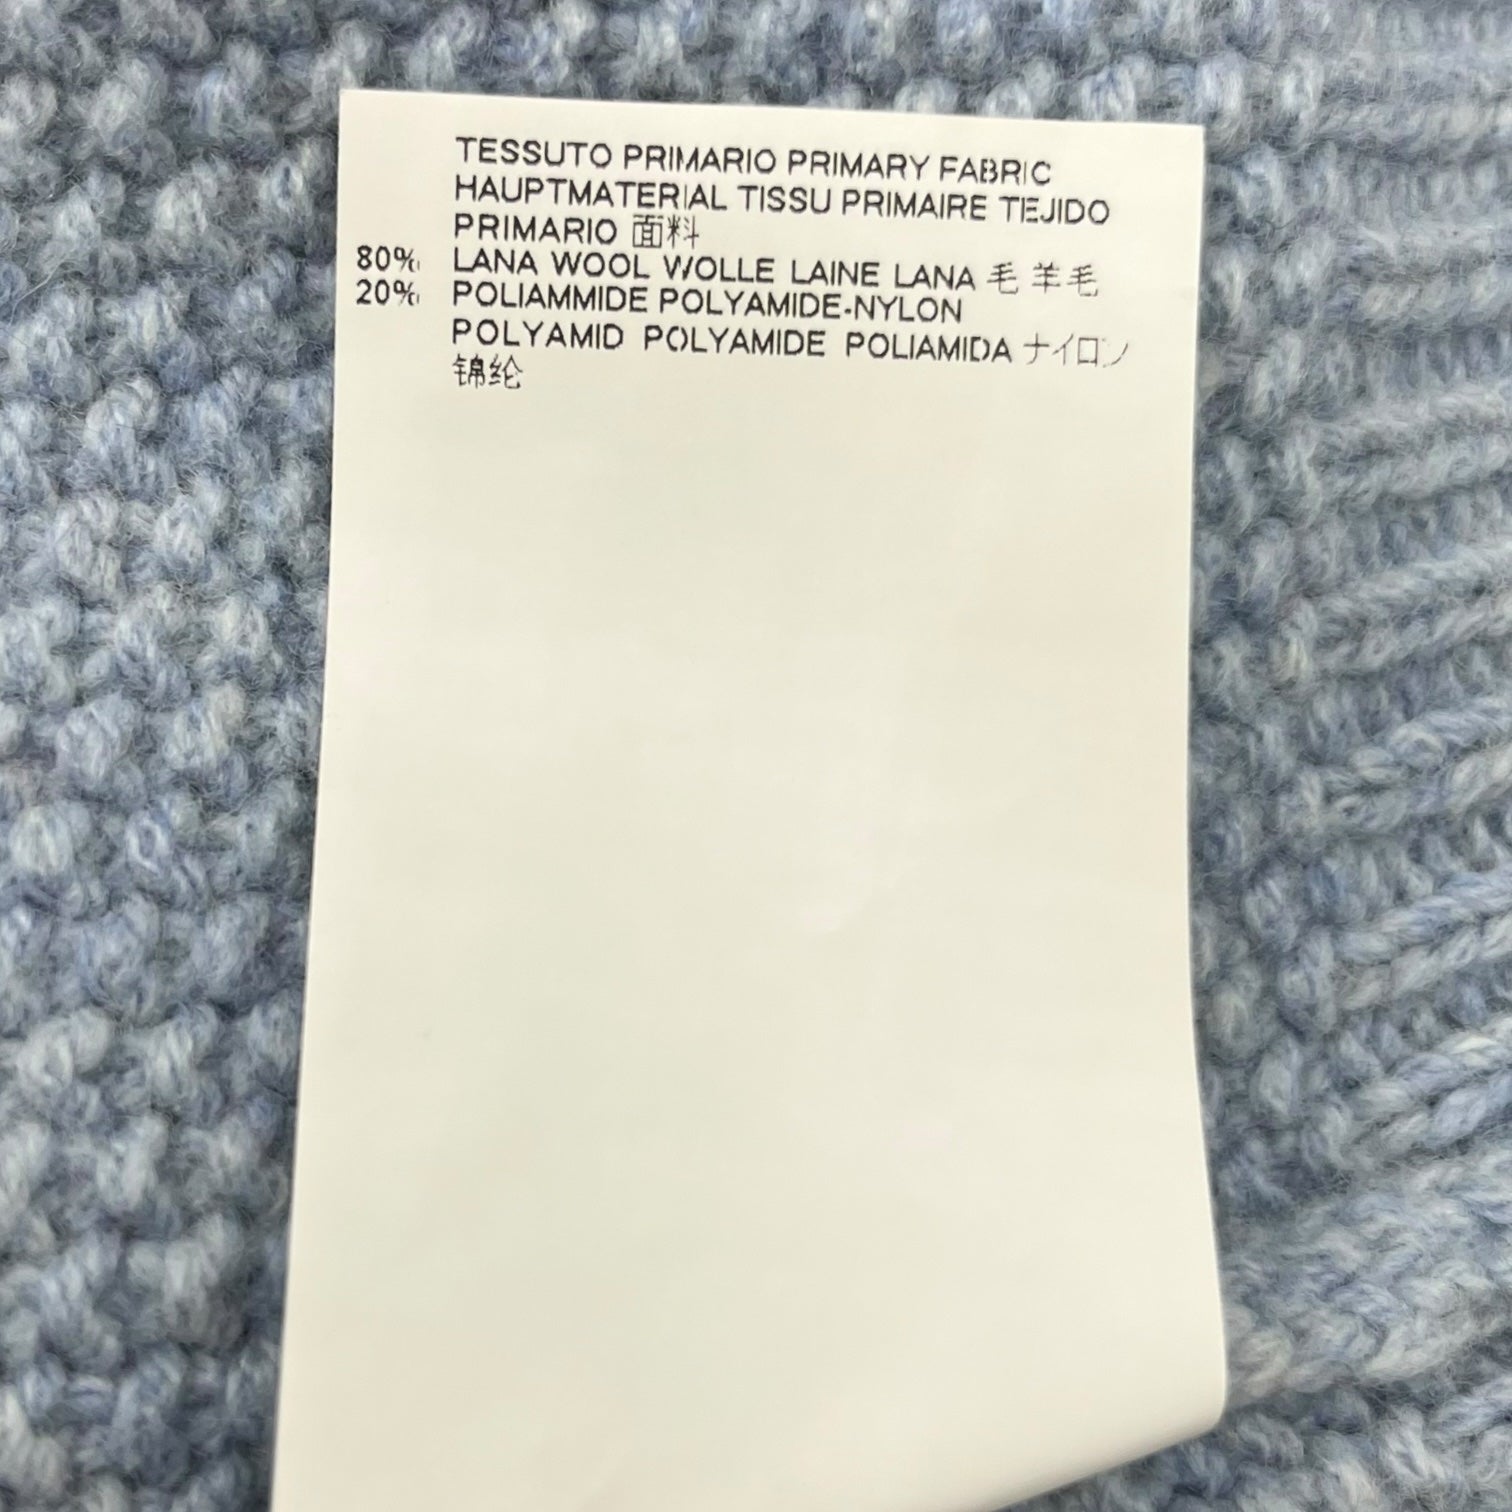 TESSUTO PRIMARIO PRIMARY FABRIC
HAUPTMATERIAL TISSU PRIMAIRE TEJIDO
PRIMARIO 面料
80% LANA WOOL WOLLE LAINE LANA 毛 羊毛
20% POLIAMMIDE POLYAMIDE-NYLON
POLYAMID POLYAMIDE POLIAMIDA ナイロン
锦纶